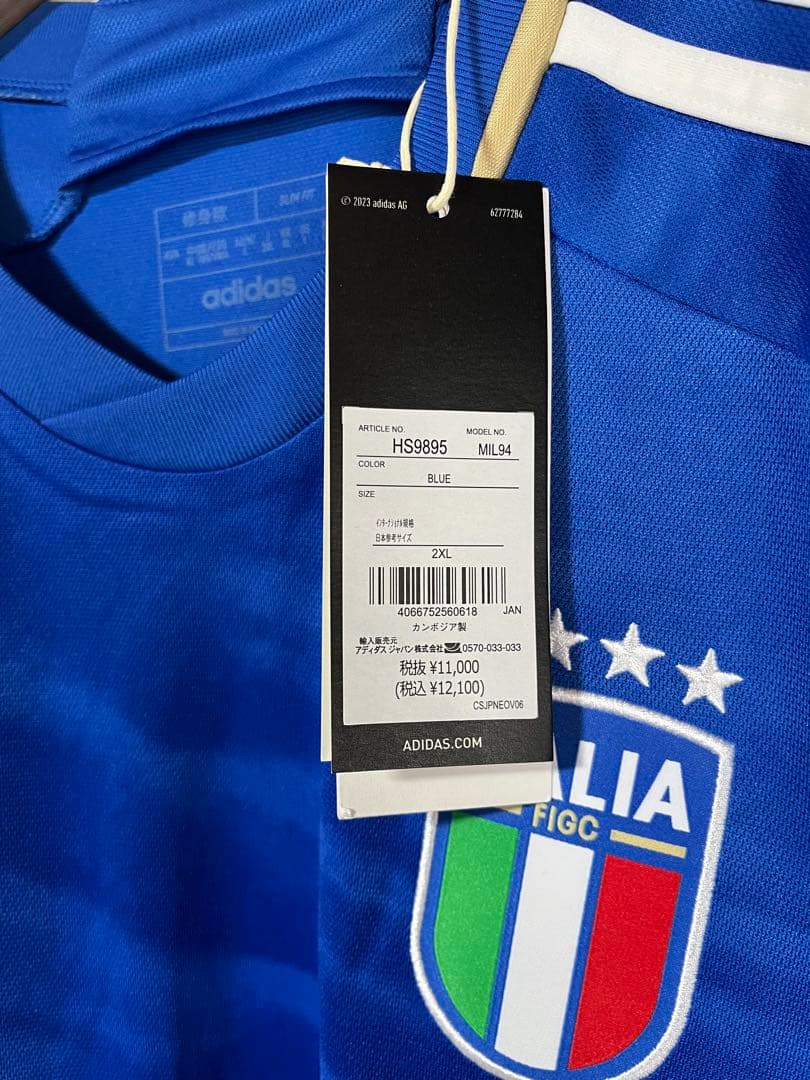 © 2023 adidas AG
62777284
SLIM FIT
adidas
ARTICLE NO.
HS9895
MODEL NO.
MIL94
COLOR
BLUE
SIZE
インターナショナル規格
日本参考サイズ
2XL
4066752560618 JAN
カンボジア製
輸入販売元
アディダス ジャパン株式会社 0570-033-033
税抜 ¥11,000
(税込 ¥12,100)
CSJPNEOV06
ADIDAS.COM
ALIA
FIGC